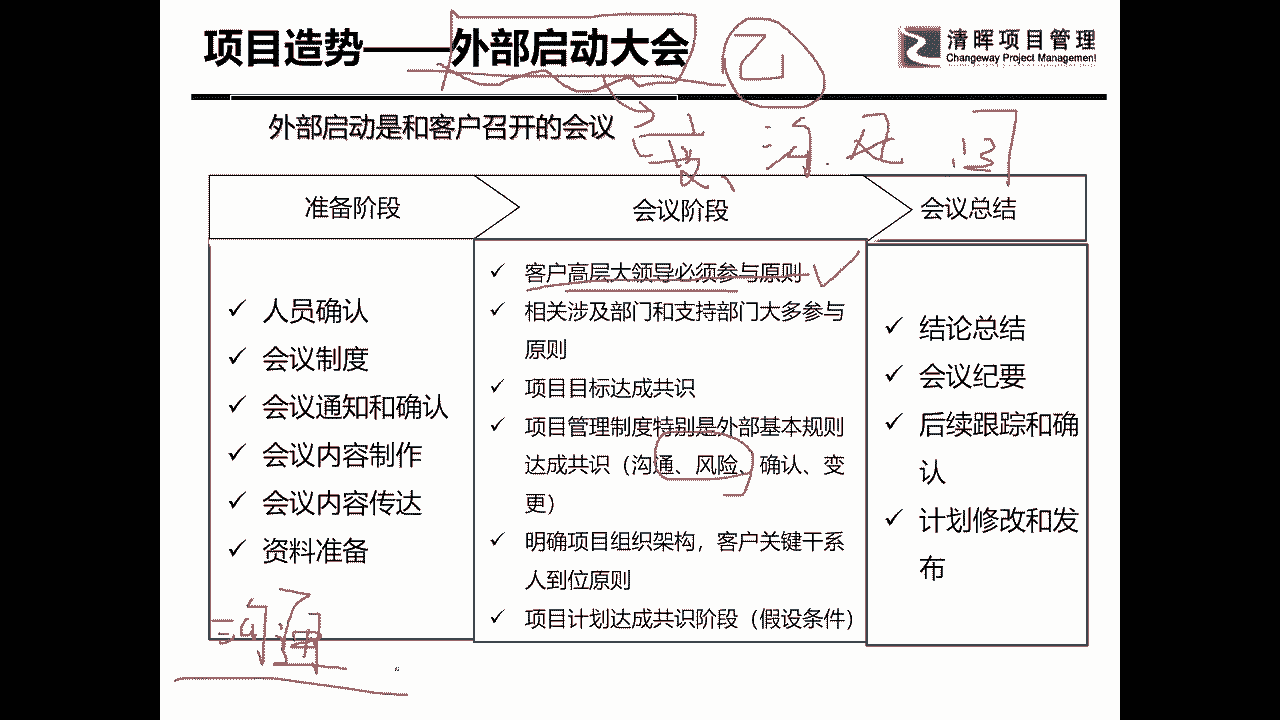 项目造势——外部启动大会
乙
清晖项目管理
Changeway Project Management
外部启动是和客户召开的会议
准备阶段
会议阶段
会议总结
✓ 人员确认
✓ 会议制度
✓ 会议通知和确认
✓ 会议内容制作
✓ 会议内容传达
✓ 资料准备
✓ 客户高层大领导必须参与原则
✓ 相关涉及部门和支持部门大多参与
原则
✓ 项目目标达成共识
✓ 项目管理制度特别是外部基本规则
达成共识（沟通、风险、确认、变
更）
✓ 明确项目组织架构，客户关键干系
人到位原则
✓ 项目计划达成共识阶段（假设条件）
✓ 结论总结
✓ 会议纪要
✓ 后续跟踪和确
认
✓ 计划修改和发
布
沟通